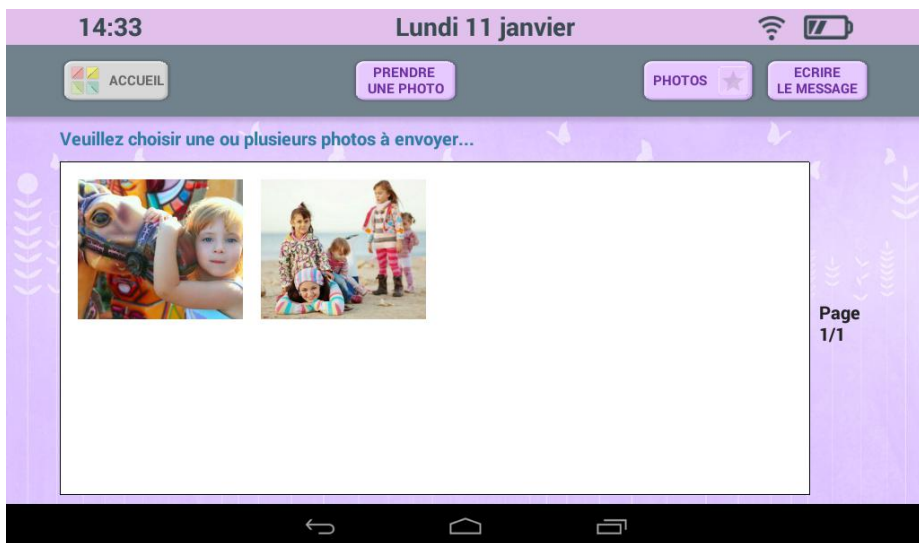 14:33
Lundi 11 janvier
ACCUEIL
PRENDRE
UNE PHOTO
PHOTOS
ECRIRE
LE MESSAGE
Veuillez choisir une ou plusieurs photos à envoyer...
Page
1/1